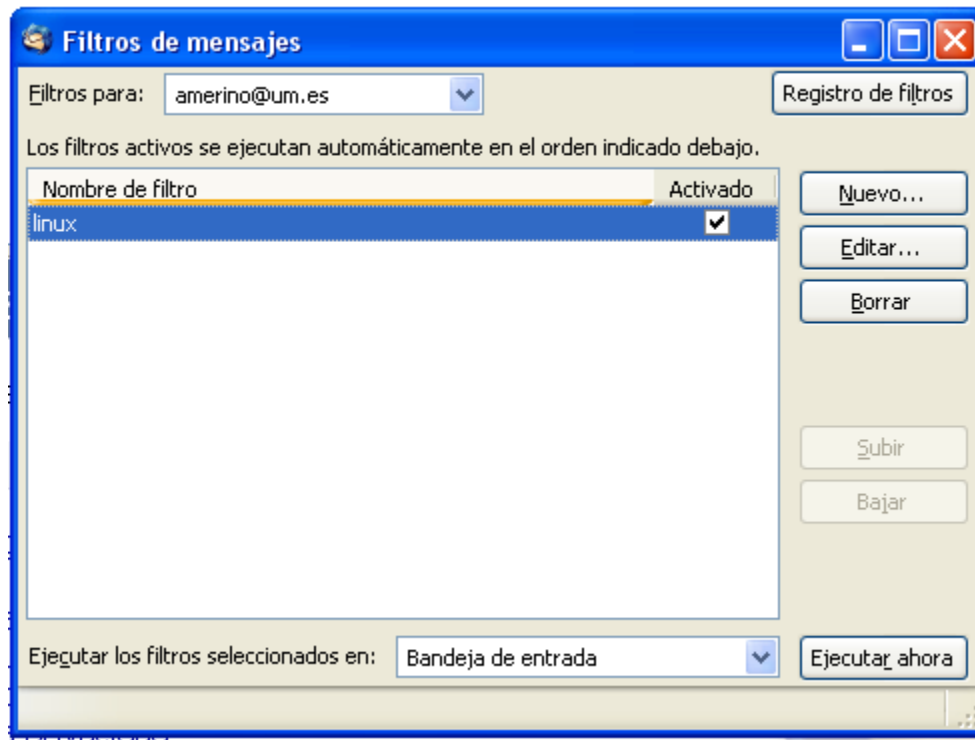 Filtros de mensajes
Filtros para: amerino@um.es Registro de filtros
Los filtros activos se ejecutan automáticamente en el orden indicado debajo.
Nombre de filtro Activado
linux
Nuevo...
Editar...
Borrar
Subir
Bajar
Ejecutar los filtros seleccionados en: Bandeja de entrada Ejecutar ahora